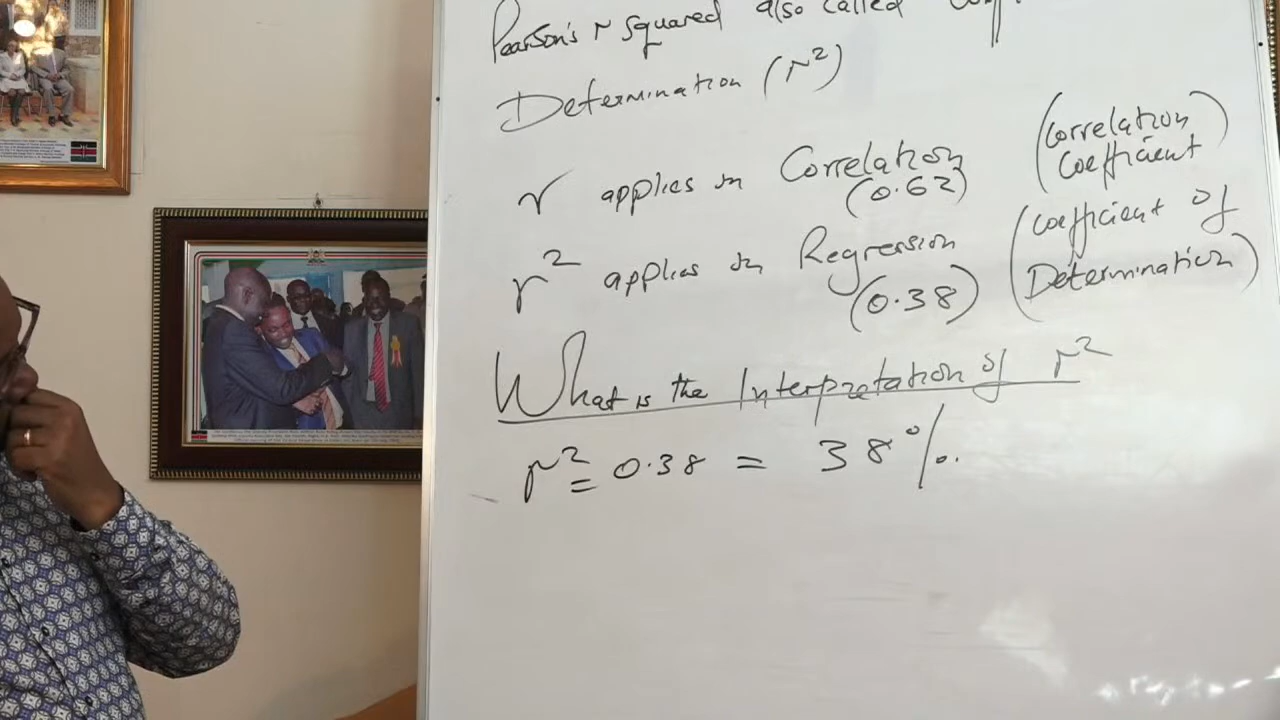 Pearson's r squared also called
Determination (r²)
r applies in Correlation (Correlation
(0.62) Coefficient)
r² applies in Regression (Coefficient of
(0.38) Determination)
What is the Interpretation of r²
r² = 0.38 = 38%.